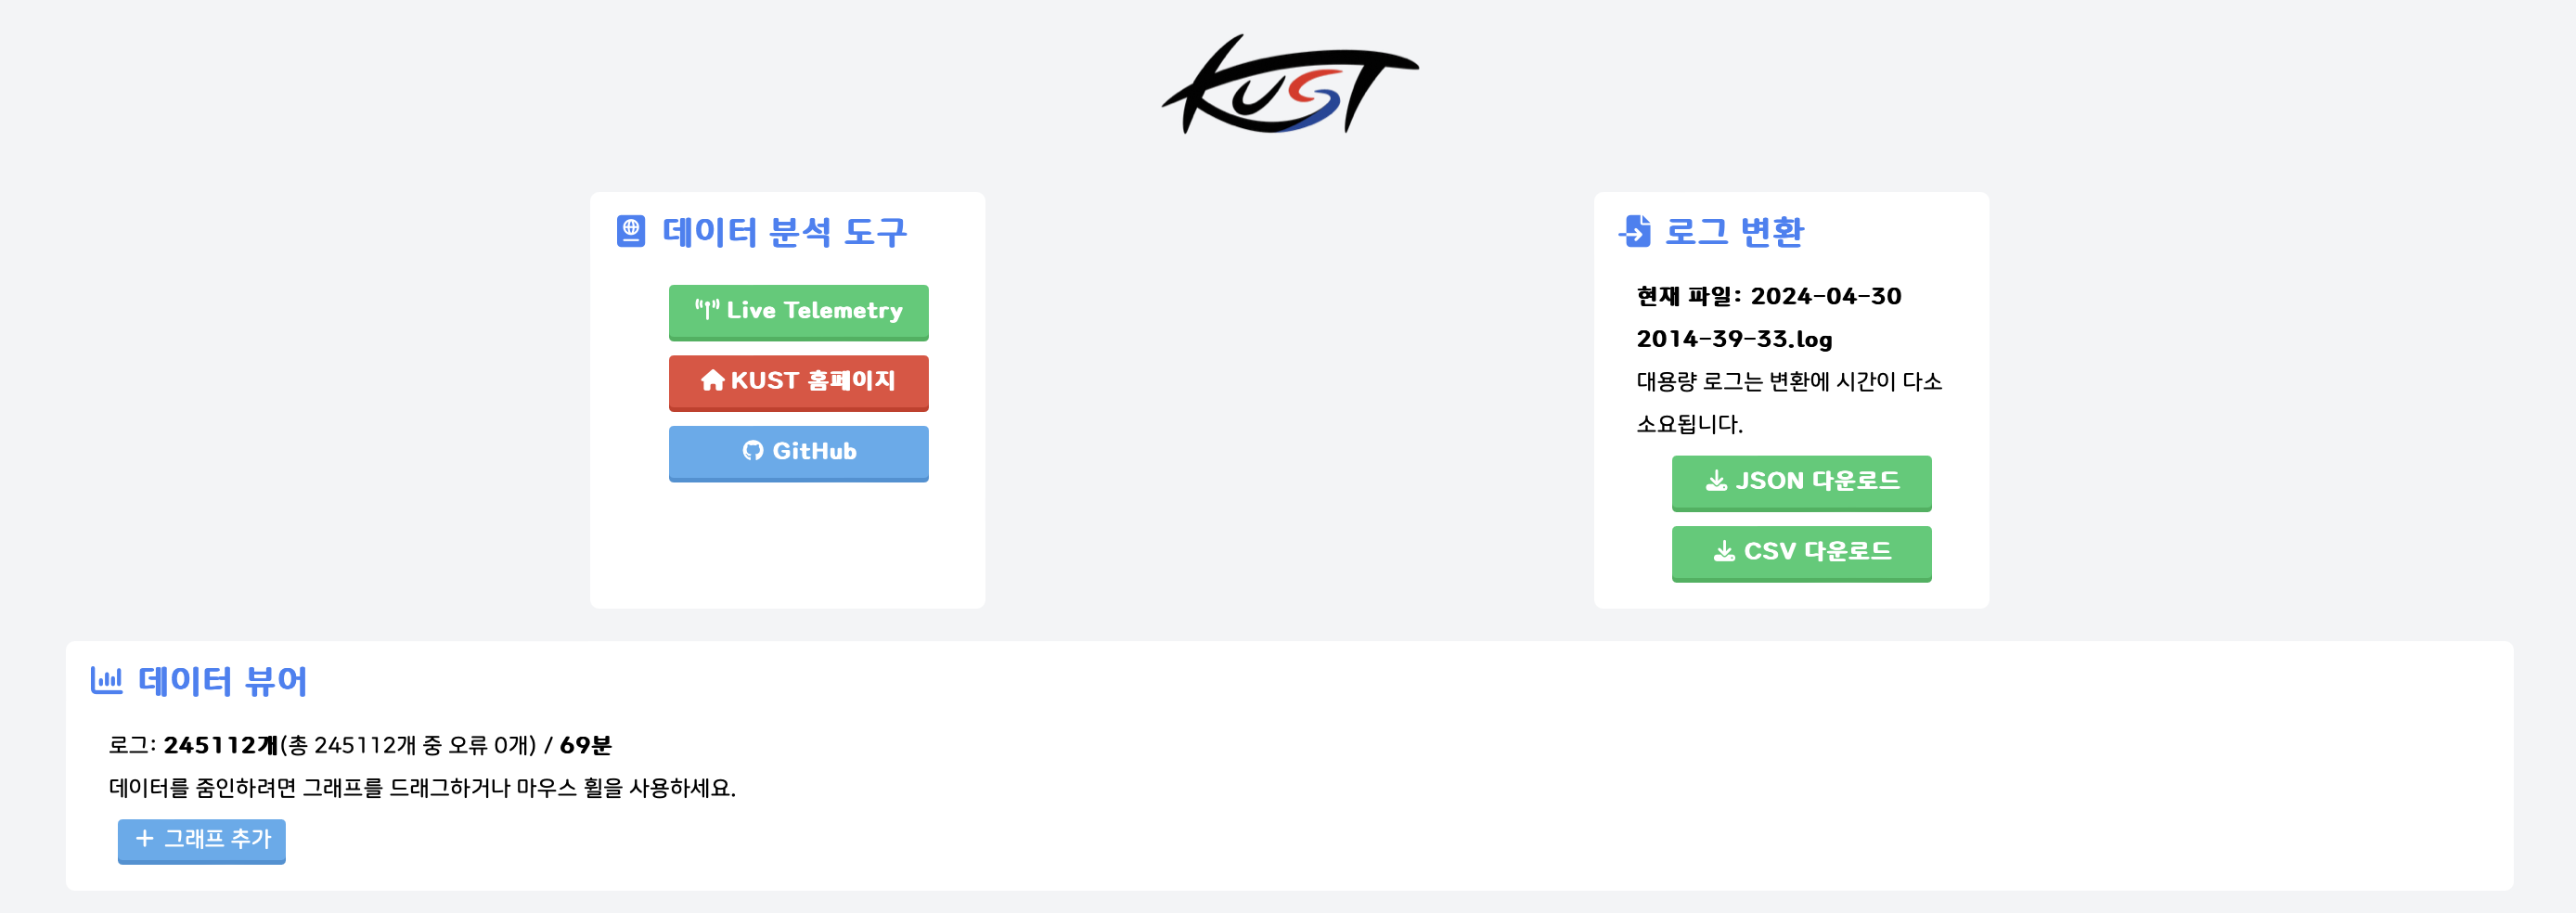 KUST
데이터 분석 도구
Live Telemetry
KUST 홈페이지
GitHub
로그 변환
현재 파일: 2024-04-30
2014-39-33.log
대용량 로그는 변환에 시간이 다소
소요됩니다.
JSON 다운로드
CSV 다운로드
데이터 뷰어
로그: 245112개(총 245112개 중 오류 0개) / 69분
데이터를 줌인하려면 그래프를 드래그하거나 마우스 휠을 사용하세요.
+ 그래프 추가